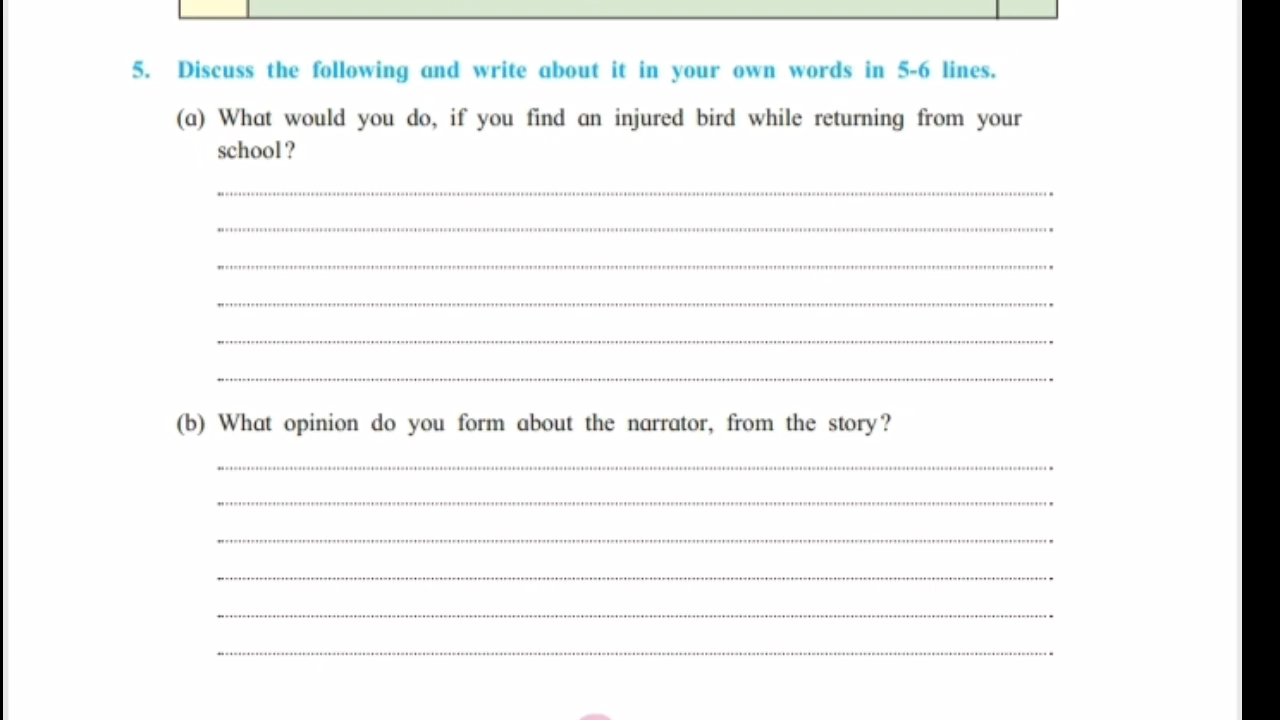 5. Discuss the following and write about it in your own words in 5-6 lines.
(a) What would you do, if you find an injured bird while returning from your
school?
(b) What opinion do you form about the narrator, from the story?